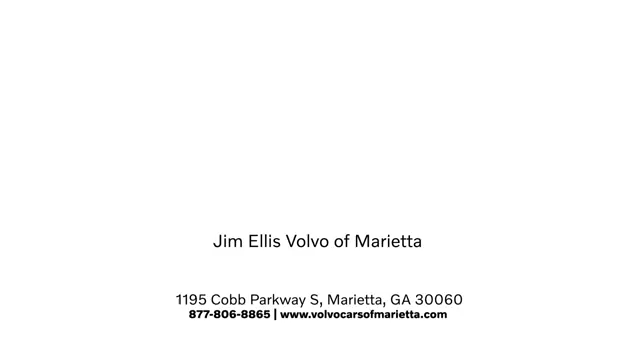 Jim Ellis Volvo of Marietta
1195 Cobb Parkway S, Marietta, GA 30060
877-806-8865 | www.volvocarsofmarietta.com